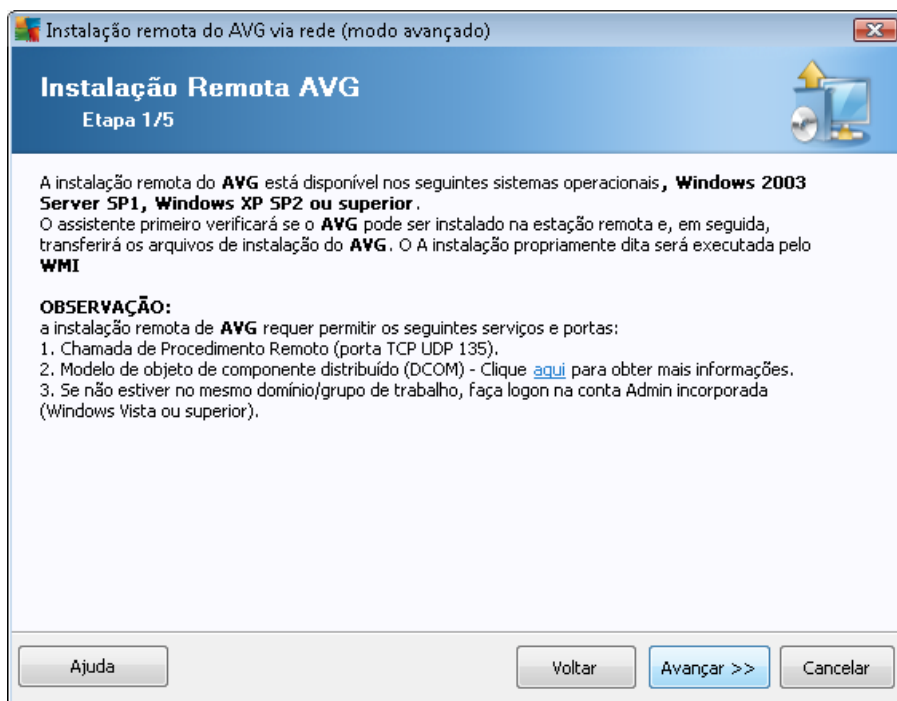 Instalação remota do AVG via rede (modo avançado)
Instalação Remota AVG
Etapa 1/5
A instalação remota do AVG está disponível nos seguintes sistemas operacionais, Windows 2003
Server SP1, Windows XP SP2 ou superior.
O assistente primeiro verificará se o AVG pode ser instalado na estação remota e, em seguida,
transferirá os arquivos de instalação do AVG. O A instalação propriamente dita será executada pelo
WMI
OBSERVAÇÃO:
a instalação remota de AVG requer permitir os seguintes serviços e portas:
1. Chamada de Procedimento Remoto (porta TCP UDP 135).
2. Modelo de objeto de componente distribuído (DCOM) - Clique aqui para obter mais informações.
3. Se não estiver no mesmo domínio/grupo de trabalho, faça logon na conta Admin incorporada
(Windows Vista ou superior).
Ajuda Voltar Avançar >> Cancelar